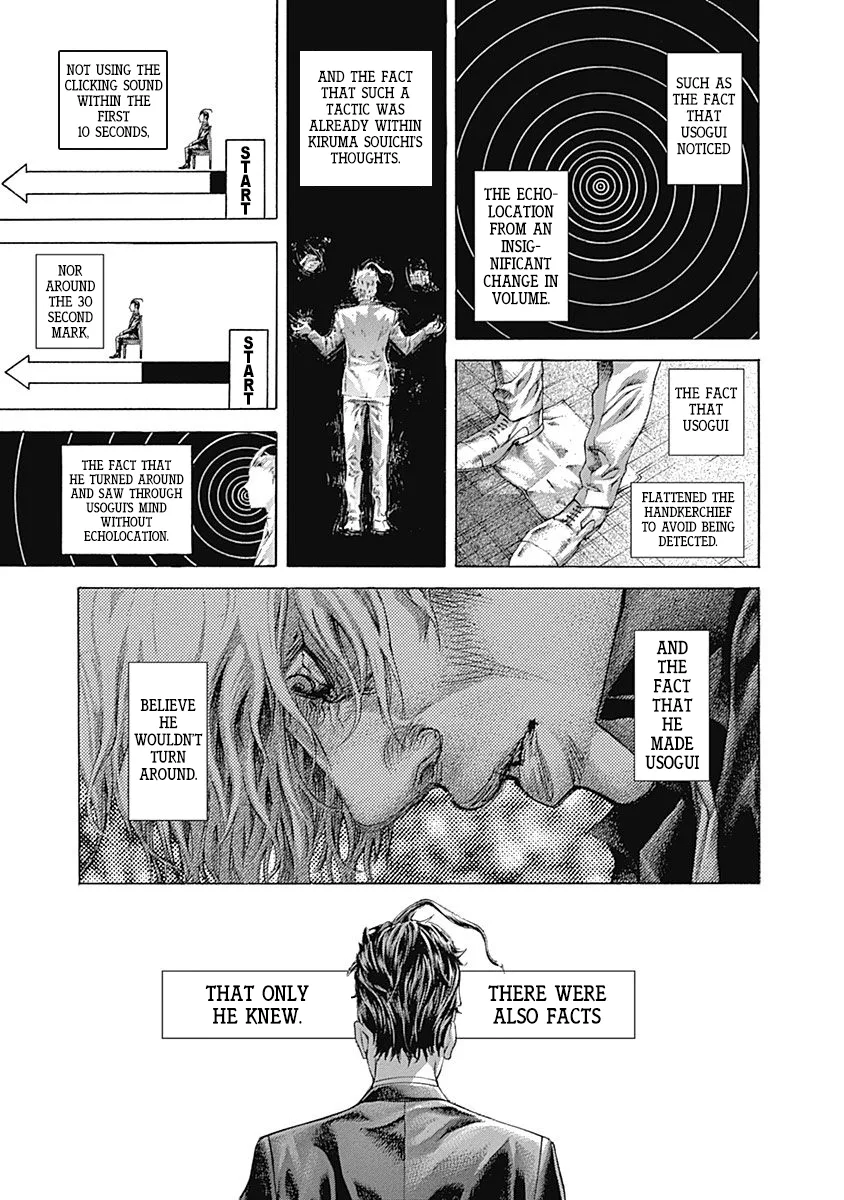 SUCH AS
THE FACT
THAT
USOGUI
NOTICED
THE ECHO-
LOCATION
FROM AN
INSIG-
NIFICANT
CHANGE IN
VOLUME.
THE FACT
THAT
USOGUI
FLATTENED THE
HANDKERCHIEF
TO AVOID BEING
DETECTED.
AND THE FACT
THAT SUCH A
TACTIC WAS
ALREADY WITHIN
KIRUMA SOUICHI'S
THOUGHTS.
NOT USING THE
CLICKING SOUND
WITHIN THE
FIRST
10 SECONDS,
START
NOR
AROUND
THE 30
SECOND
MARK,
START
THE FACT THAT
HE TURNED AROUND
AND SAW THROUGH
USOGUI'S MIND
WITHOUT
ECHOLOCATION.
AND
THE
FACT
THAT
HE
MADE
USOGUI
BELIEVE
HE
WOULDN'T
TURN
AROUND.
THERE WERE
ALSO FACTS
THAT ONLY
HE KNEW.